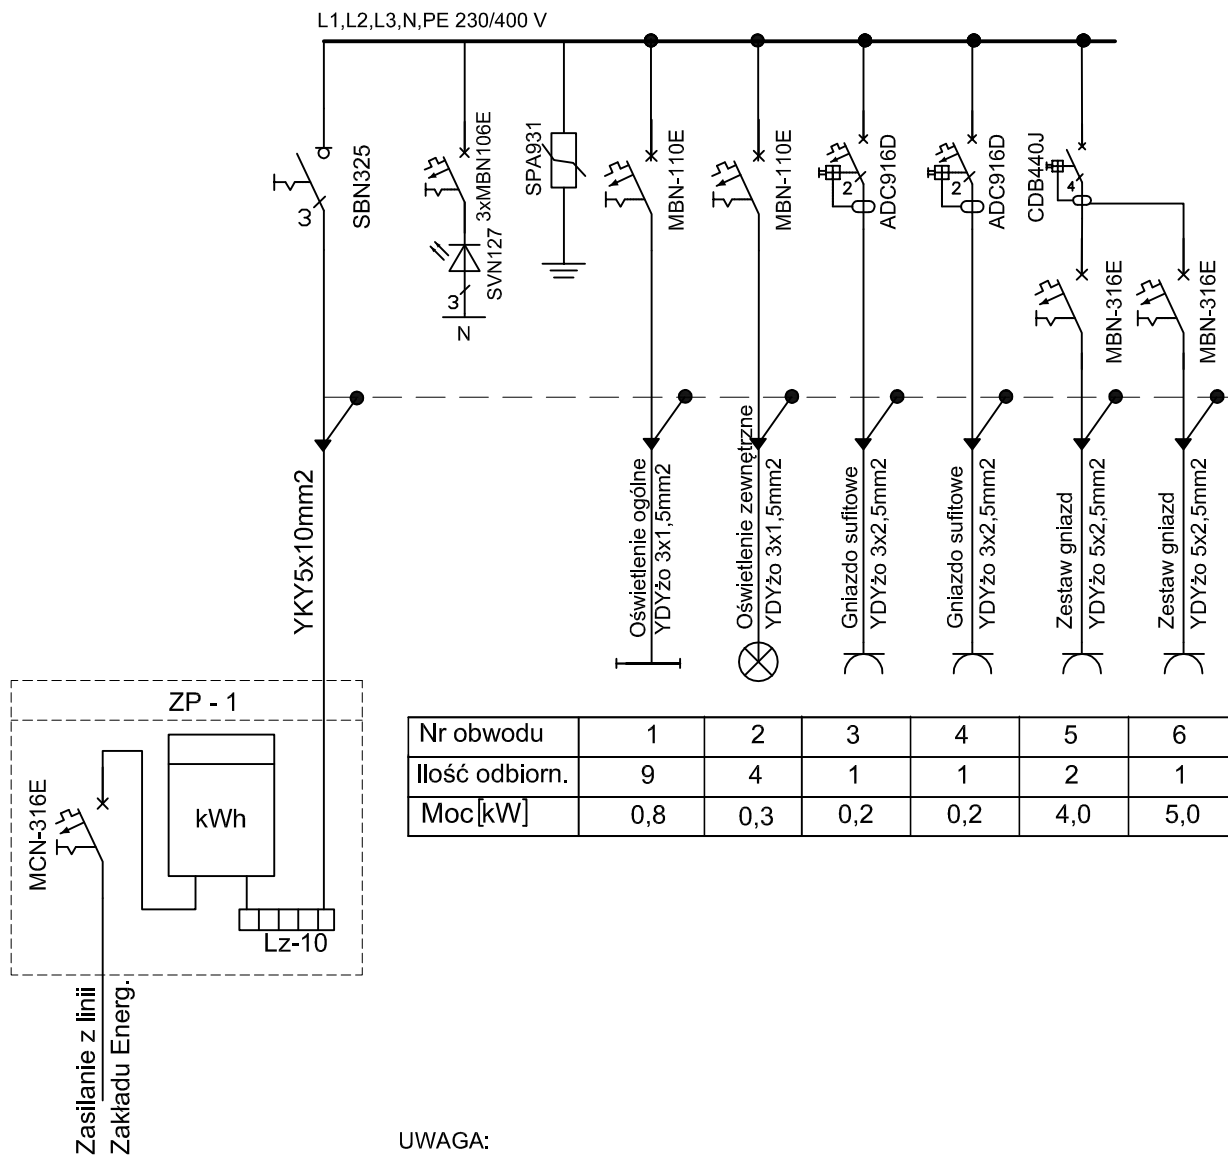 L1,L2,L3,N,PE 230/400 V
SBN325
3
3xMBN106E
SVN127
3
N
SPA931
MBN-110E
MBN-110E
ADC916D
2
ADC916D
2
CDB440J
4
MBN-316E
MBN-316E
YKY5x10mm2
Oświetlenie ogólne
YDYżo 3x1,5mm2
Oświetlenie zewnętrzne
YDYżo 3x1,5mm2
Gniazdo sufitowe
YDYżo 3x2,5mm2
Gniazdo sufitowe
YDYżo 3x2,5mm2
Zestaw gniazd
YDYżo 5x2,5mm2
Zestaw gniazd
YDYżo 5x2,5mm2
ZP - 1
MCN-316E
kWh
Lz-10
Zasilanie z linii
Zakładu Energ.
Nr obwodu 1 2 3 4 5 6
Ilość odbiorn. 9 4 1 1 2 1
Moc[kW] 0,8 0,3 0,2 0,2 4,0 5,0
UWAGA: